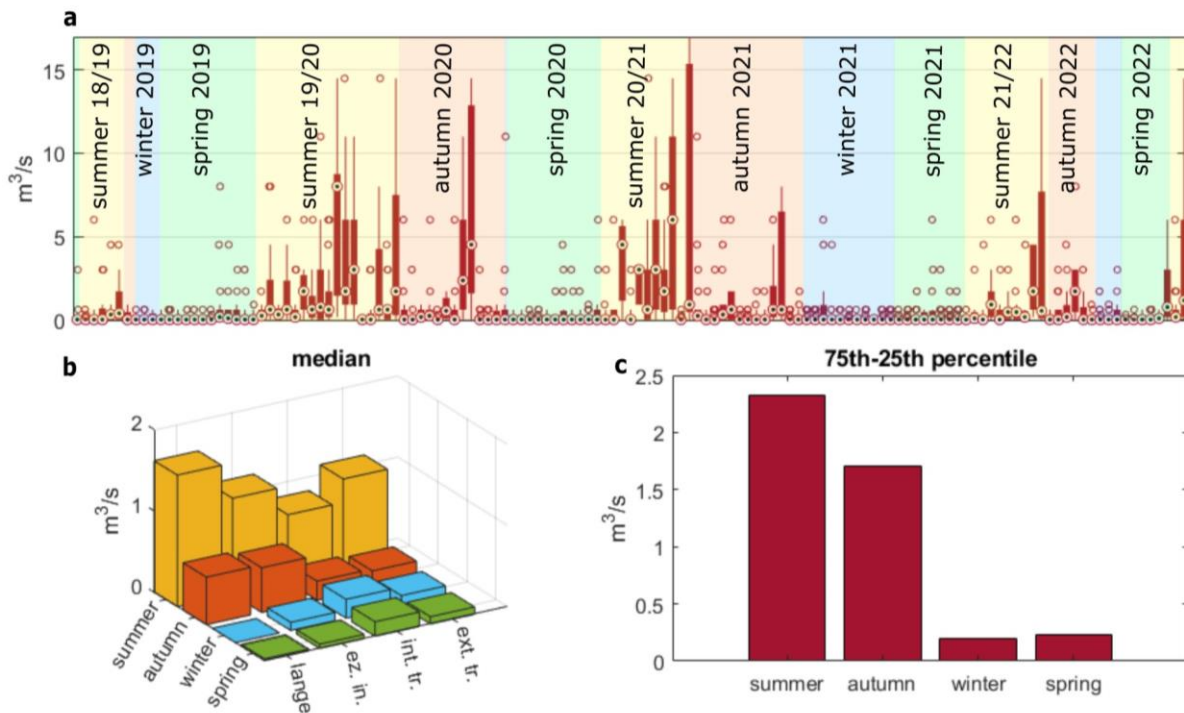 a
m³/s
15
10
5
0
summer 18/19
winter 2019
spring 2019
summer 19/20
autumn 2020
spring 2020
summer 20/21
autumn 2021
winter 2021
spring 2021
summer 21/22
autumn 2022
spring 2022
b
median
m³/s
2
1
0
summer
autumn
winter
spring
lange
ez. in.
int. tr.
ext. tr.
c
75th-25th percentile
m³/s
2.5
2
1.5
1
0.5
0
summer
autumn
winter
spring